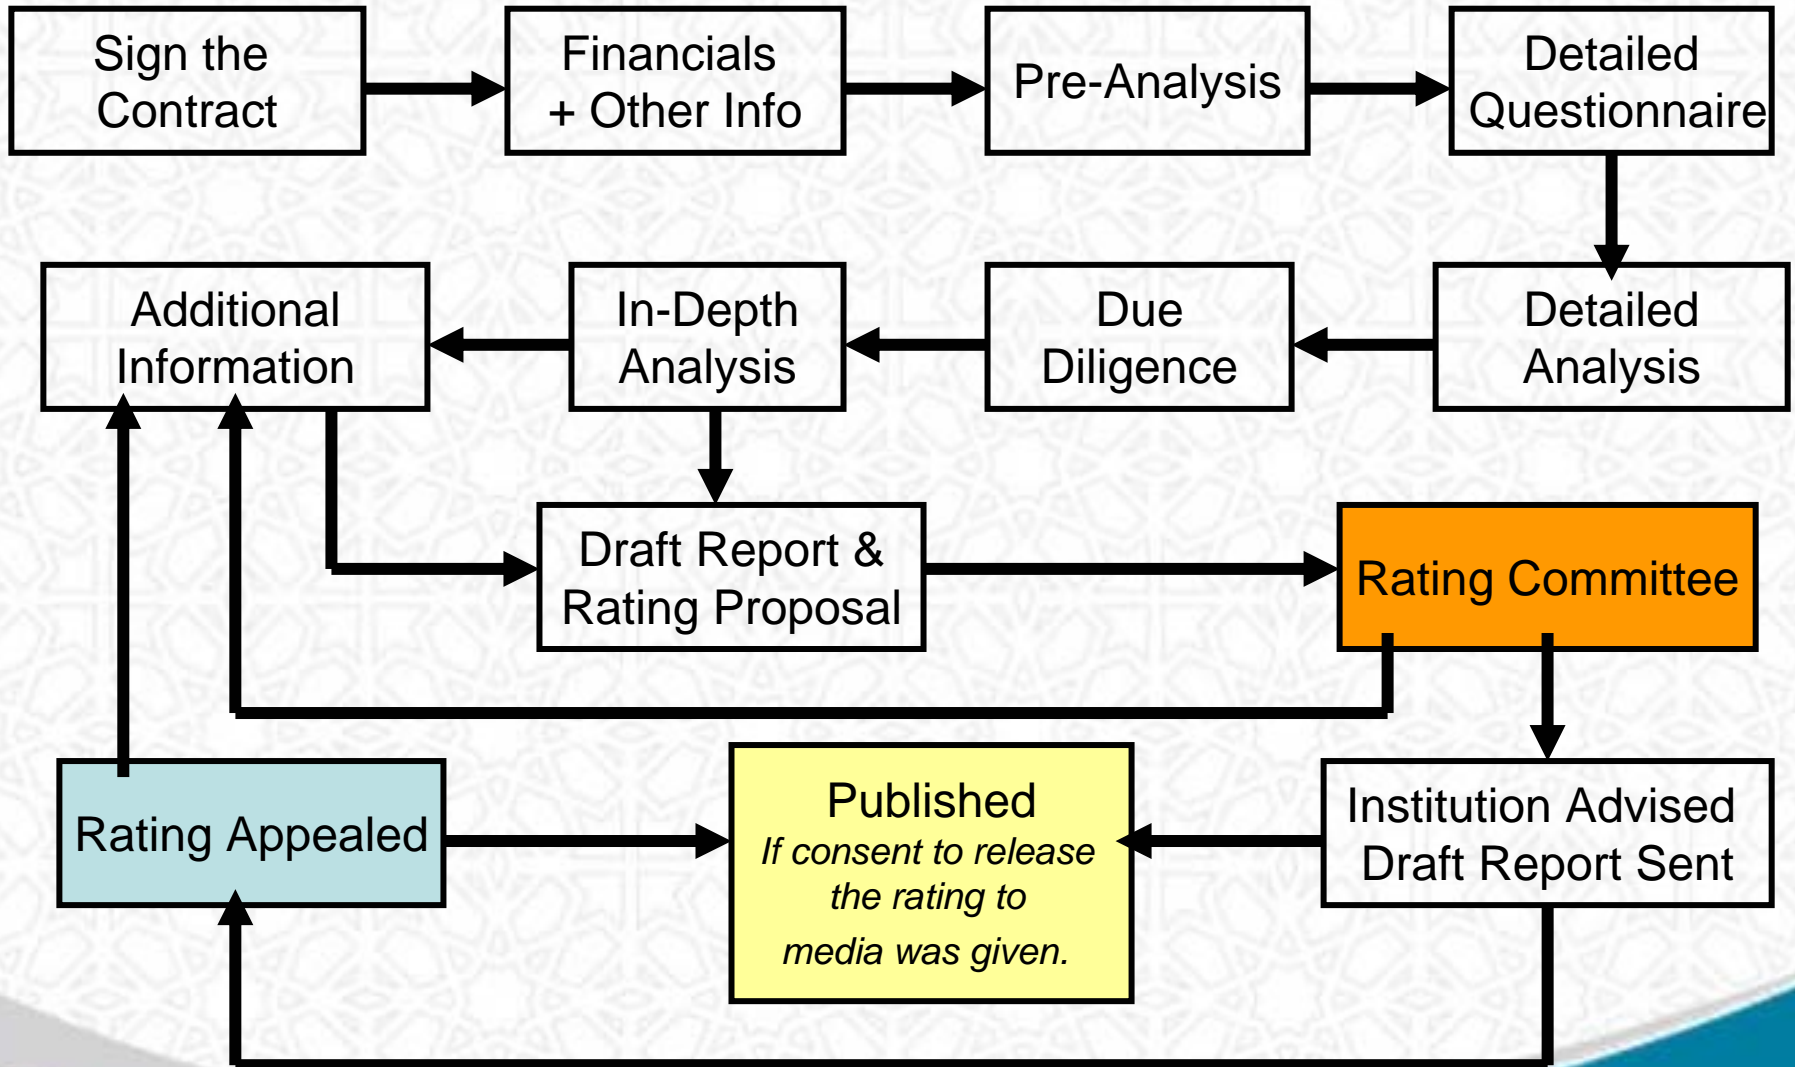 Sign the
Contract
Financials
+ Other Info
Pre-Analysis
Detailed
Questionnaire
Additional
Information
In-Depth
Analysis
Due
Diligence
Detailed
Analysis
Draft Report &
Rating Proposal
Rating Committee
Rating Appealed
Published
If consent to release
the rating to
media was given.
Institution Advised
Draft Report Sent